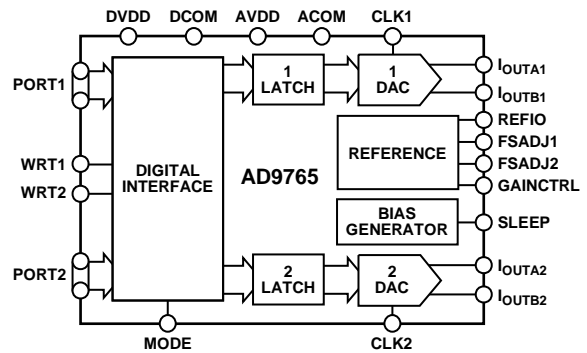 DVDD DCOM AVDD ACOM CLK1
PORT1
WRT1
WRT2
PORT2
DIGITAL
INTERFACE
1
LATCH
1
DAC
AD9765
REFERENCE
BIAS
GENERATOR
2
LATCH
2
DAC
IOUTA1
IOUTB1
REFIO
FSADJ1
FSADJ2
GAINCTRL
SLEEP
IOUTA2
IOUTB2
MODE CLK2